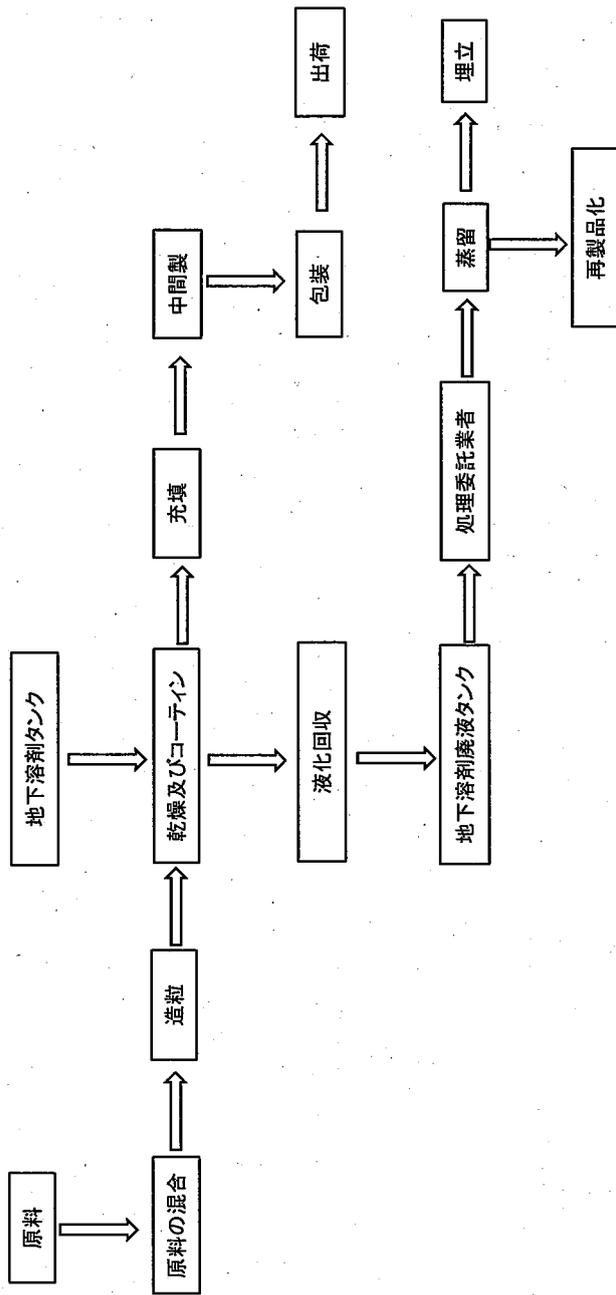 原料
原料の混合
造粒
地下溶剤タンク
乾燥及びコーティン
充填
中間製
包装
出荷
液化回収
地下溶剤廃液タンク
処理委託業者
蒸留
埋立
再製品化